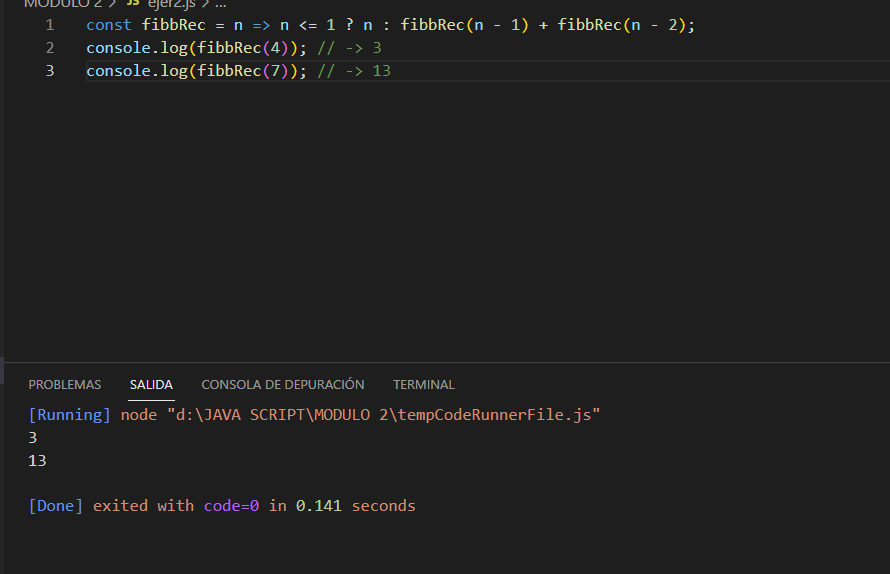 MODULO 2 > JS ejer2.js > ...
1 const fibbRec = n => n <= 1 ? n : fibbRec(n - 1) + fibbRec(n - 2);
2 console.log(fibbRec(4)); // -> 3
3 console.log(fibbRec(7)); // -> 13
PROBLEMAS SALIDA CONSOLA DE DEPURACIÓN TERMINAL
[Running] node "d:\JAVA SCRIPT\MODULO 2\tempCodeRunnerFile.js"
3
13
[Done] exited with code=0 in 0.141 seconds